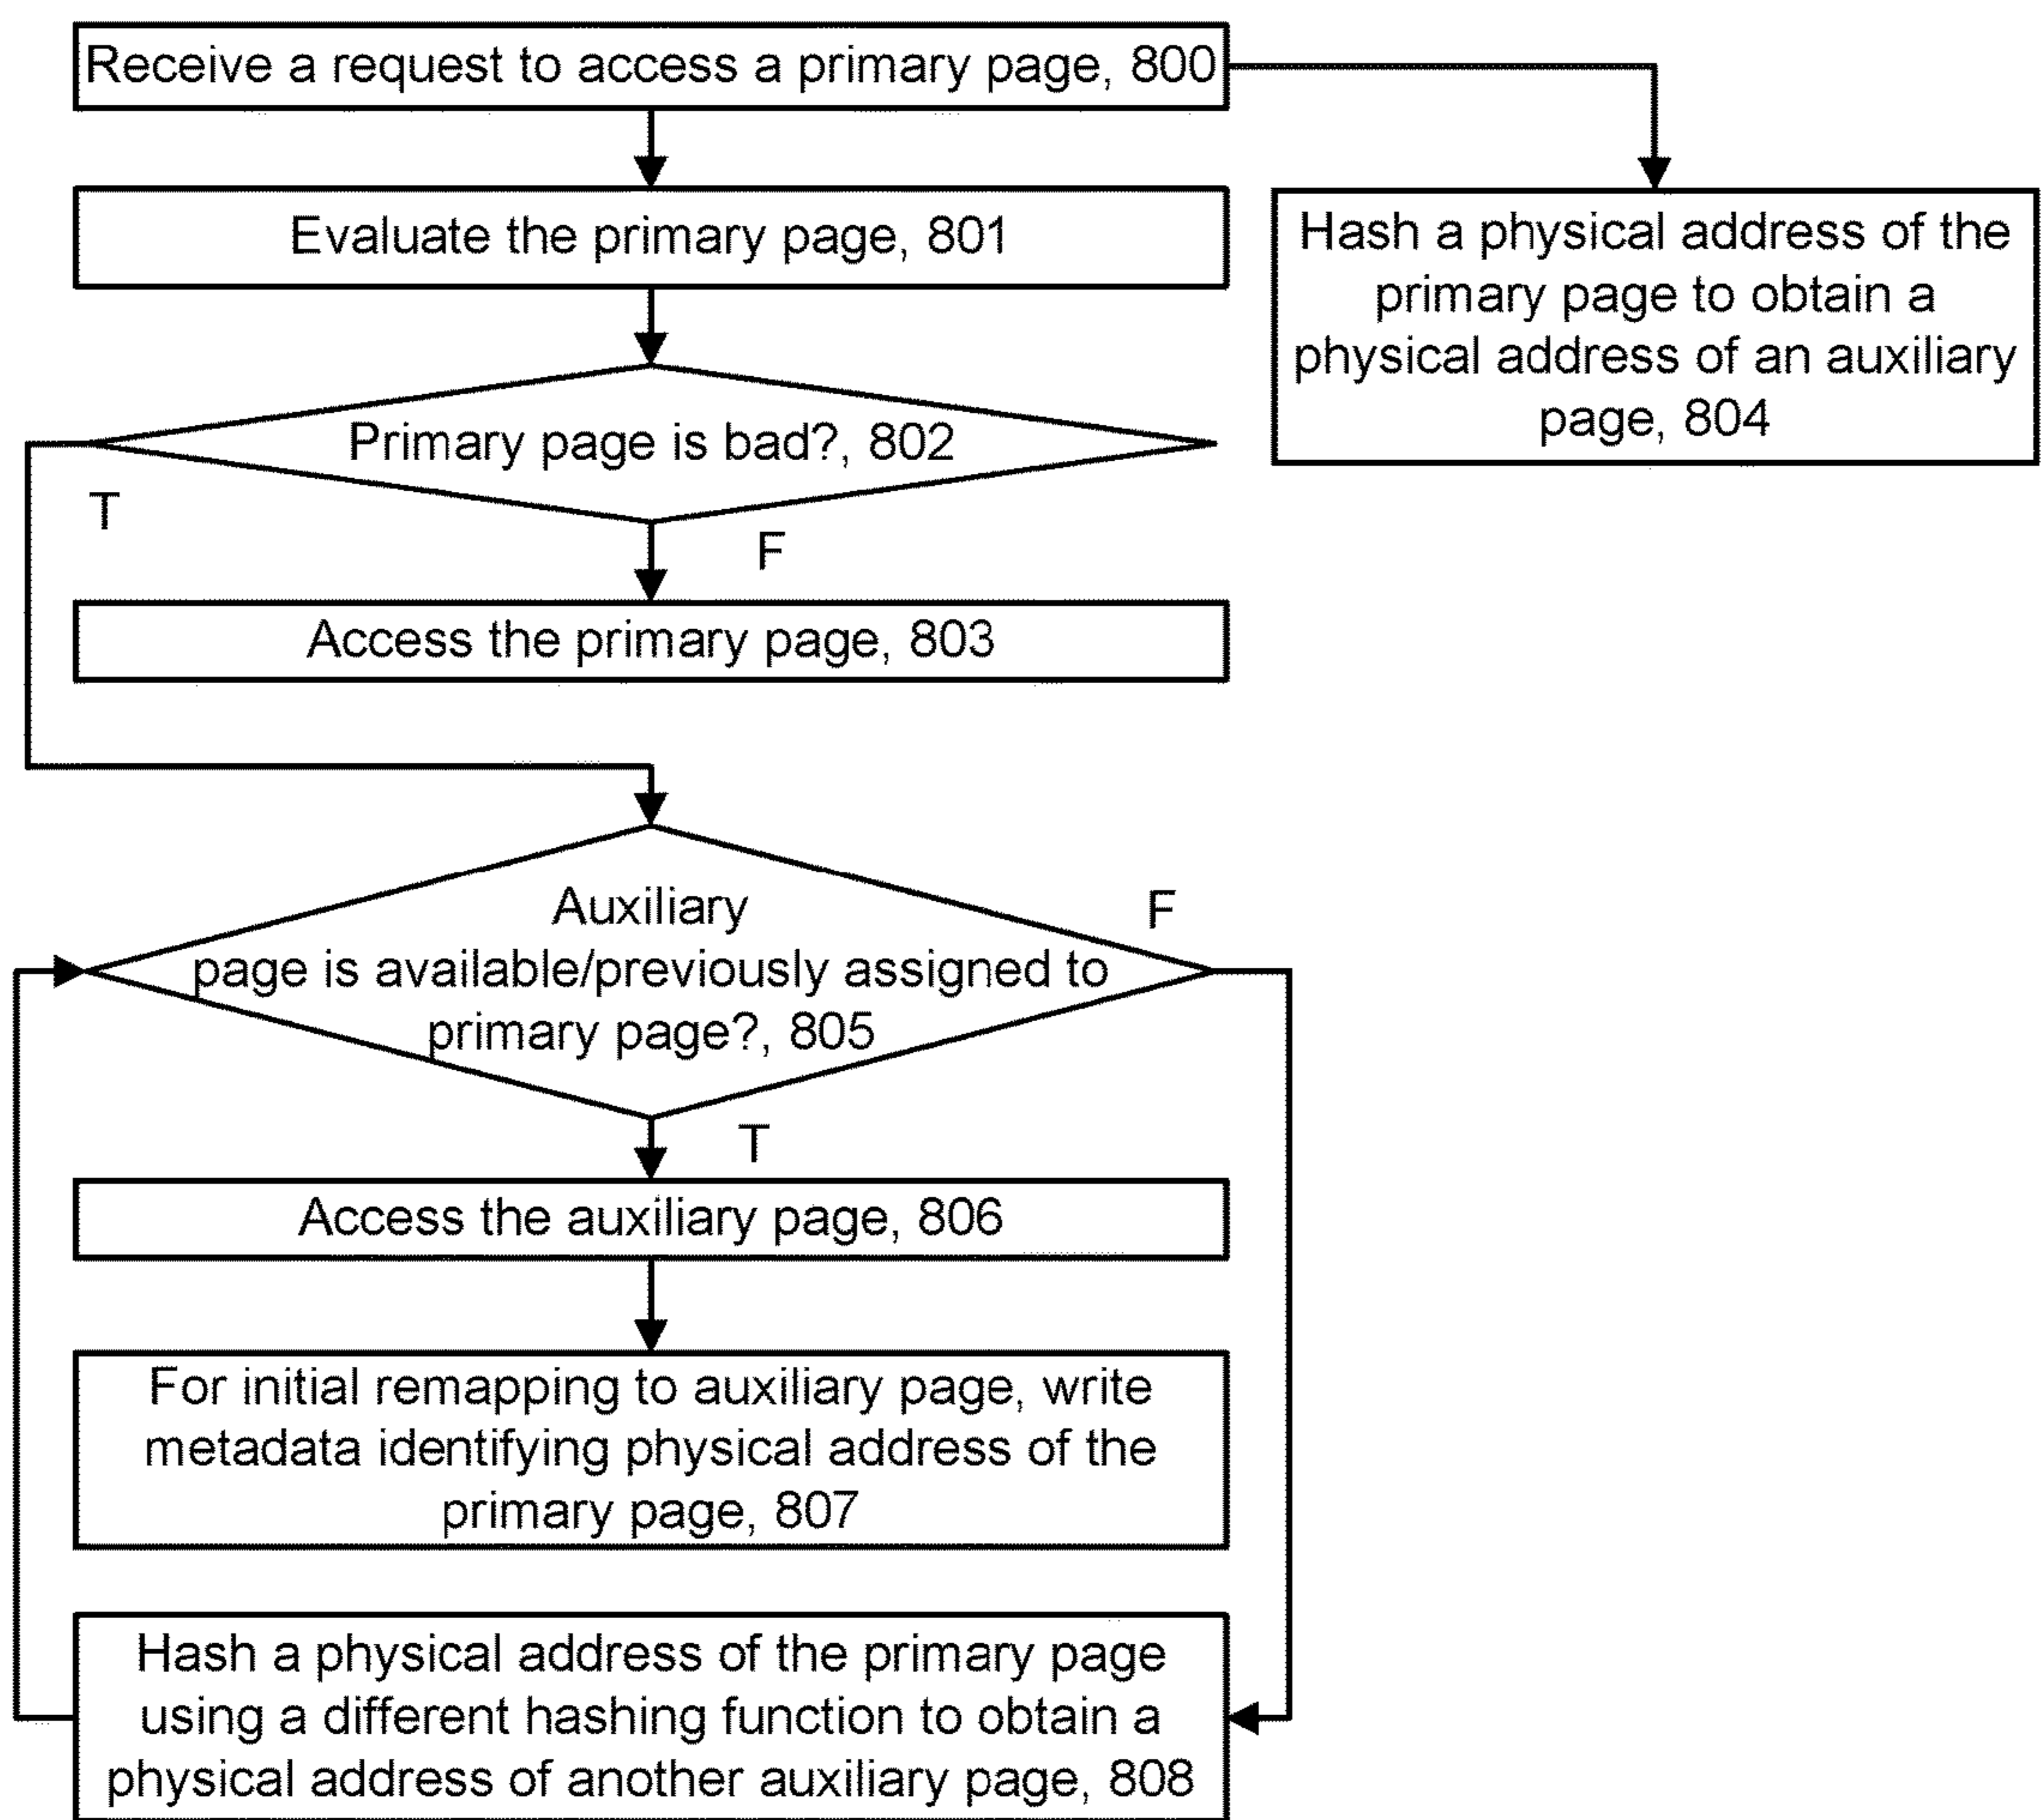 Receive a request to access a primary page, 800
Evaluate the primary page, 801
Hash a physical address of the
primary page to obtain a
physical address of an auxiliary
page, 804
Primary page is bad?, 802
T
F
Access the primary page, 803
Auxiliary
page is available/previously assigned to
primary page?, 805
F
T
Access the auxiliary page, 806
For initial remapping to auxiliary page, write
metadata identifying physical address of the
primary page, 807
Hash a physical address of the primary page
using a different hashing function to obtain a
physical address of another auxiliary page, 808